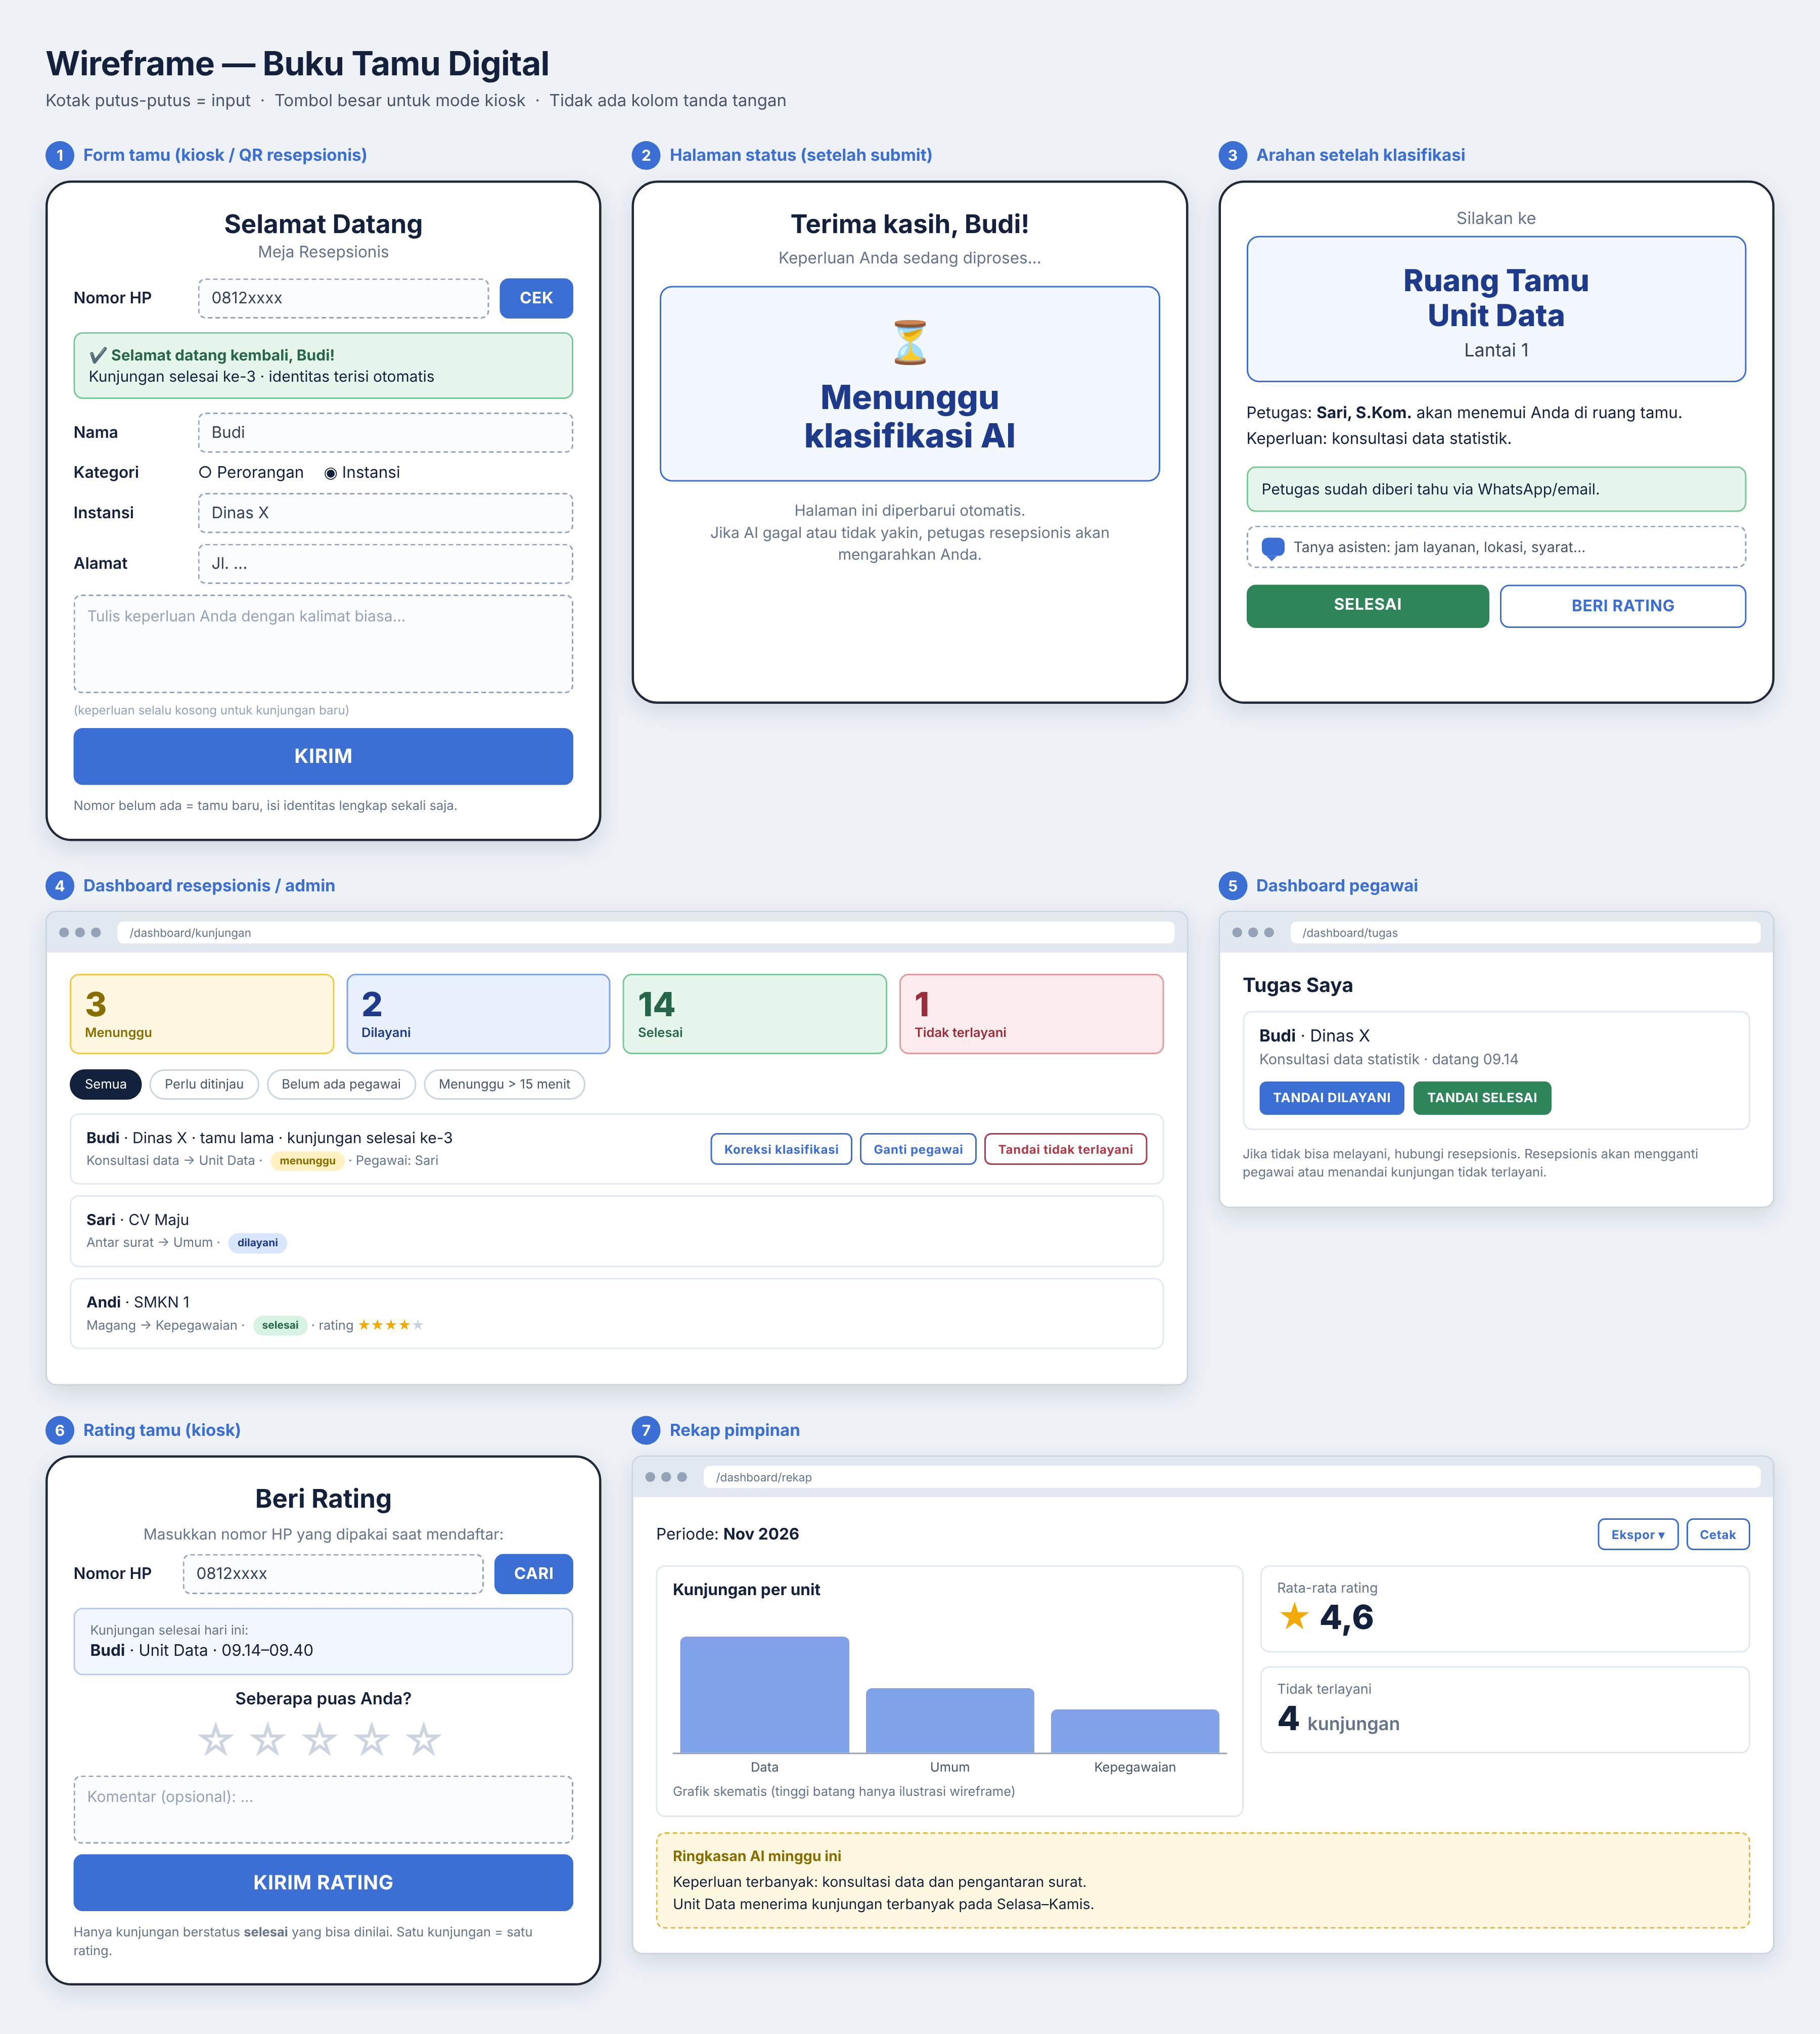 Wireframe — Buku Tamu Digital
Kotak putus-putus = input · Tombol besar untuk mode kiosk · Tidak ada kolom tanda tangan
1 Form tamu (kiosk / QR resepsionis)
Selamat Datang
Meja Resepsionis
Nomor HP 0812xxxx CEK
✔ Selamat datang kembali, Budi!
Kunjungan selesai ke-3 · identitas terisi otomatis
Nama Budi
Kategori ○ Perorangan ◉ Instansi
Instansi Dinas X
Alamat Jl. ...
Tulis keperluan Anda dengan kalimat biasa...
(keperluan selalu kosong untuk kunjungan baru)
KIRIM
Nomor belum ada = tamu baru, isi identitas lengkap sekali saja.
2 Halaman status (setelah submit)
Terima kasih, Budi!
Keperluan Anda sedang diproses...
Menunggu
klasifikasi AI
Halaman ini diperbarui otomatis.
Jika AI gagal atau tidak yakin, petugas resepsionis akan
mengarahkan Anda.
3 Arahan setelah klasifikasi
Silakan ke
Ruang Tamu
Unit Data
Lantai 1
Petugas: Sari, S.Kom. akan menemui Anda di ruang tamu.
Keperluan: konsultasi data statistik.
Petugas sudah diberi tahu via WhatsApp/email.
Tanya asisten: jam layanan, lokasi, syarat...
SELESAI BERI RATING
4 Dashboard resepsionis / admin
/dashboard/kunjungan
3 2 14 1
Menunggu Dilayani Selesai Tidak terlayani
Semua Perlu ditinjau Belum ada pegawai Menunggu > 15 menit
Budi · Dinas X · tamu lama · kunjungan selesai ke-3
Konsultasi data → Unit Data · menunggu · Pegawai: Sari
Koreksi klasifikasi Ganti pegawai Tandai tidak terlayani
Sari · CV Maju
Antar surat → Umum · dilayani
Andi · SMKN 1
Magang → Kepegawaian · selesai · rating ★★★★★
5 Dashboard pegawai
/dashboard/tugas
Tugas Saya
Budi · Dinas X
Konsultasi data statistik · datang 09.14
TANDAI DILAYANI TANDAI SELESAI
Jika tidak bisa melayani, hubungi resepsionis. Resepsionis akan mengganti
pegawai atau menandai kunjungan tidak terlayani.
6 Rating tamu (kiosk)
Beri Rating
Masukkan nomor HP yang dipakai saat mendaftar:
Nomor HP 0812xxxx CARI
Kunjungan selesai hari ini:
Budi · Unit Data · 09.14–09.40
Seberapa puas Anda?
☆ ☆ ☆ ☆ ☆
Komentar (opsional): ...
KIRIM RATING
Hanya kunjungan berstatus selesai yang bisa dinilai. Satu kunjungan = satu
rating.
7 Rekap pimpinan
/dashboard/rekap
Periode: Nov 2026 Ekspor ▾ Cetak
Kunjungan per unit
Data Umum Kepegawaian
Grafik skematis (tinggi batang hanya ilustrasi wireframe)
Rata-rata rating
★ 4,6
Tidak terlayani
4 kunjungan
Ringkasan AI minggu ini
Keperluan terbanyak: konsultasi data dan pengantaran surat.
Unit Data menerima kunjungan terbanyak pada Selasa–Kamis.